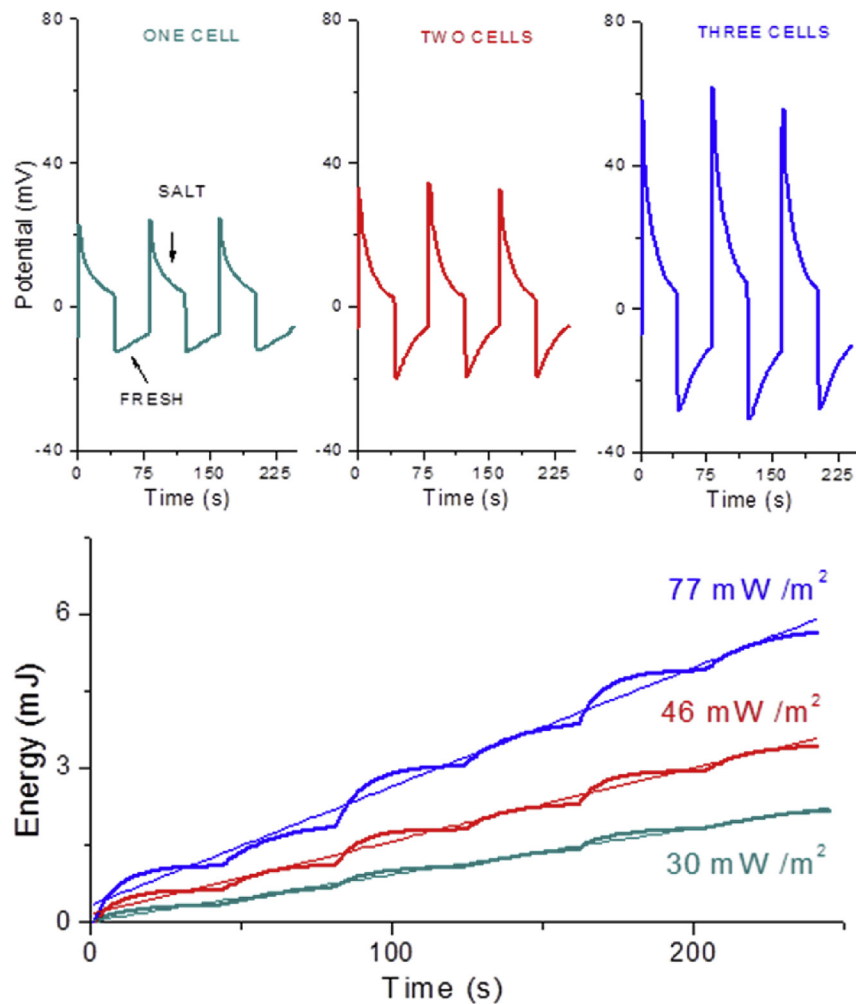 80
ONE CELL
40
SALT
0
FRESH
-40
0 75 150 225
Time (s)
Potential (mV)
80
TWO CELLS
40
0
-40
0 75 150 225
Time (s)
80
THREE CELLS
40
0
-40
0 75 150 225
Time (s)
77 mW /m²
6
46 mW /m²
3
30 mW /m²
0
0 100 200
Energy (mJ)
Time (s)